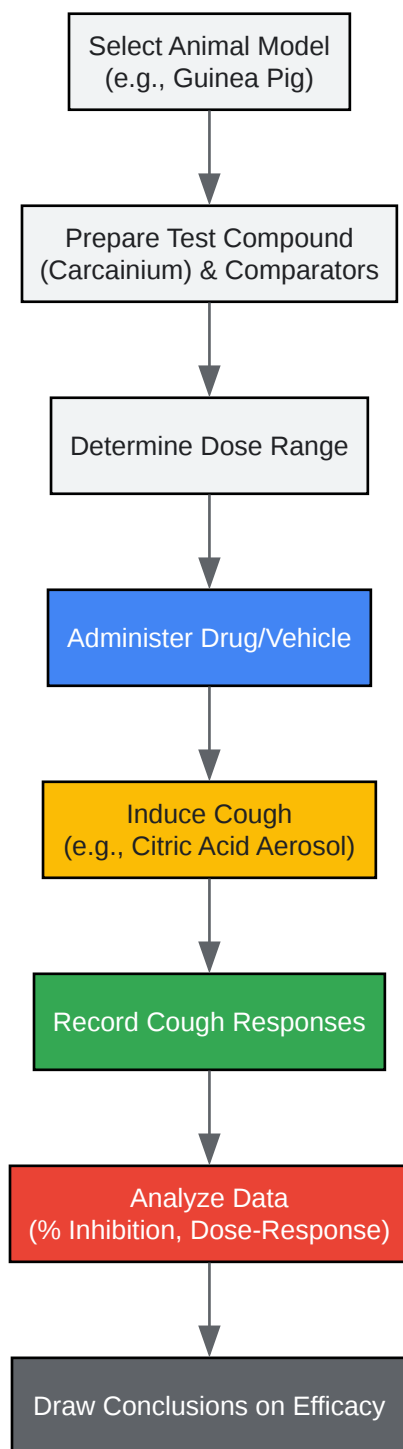 Select Animal Model
(e.g., Guinea Pig)
Prepare Test Compound
(Carcainium) & Comparators
Determine Dose Range
Administer Drug/Vehicle
Induce Cough
(e.g., Citric Acid Aerosol)
Record Cough Responses
Analyze Data
(% Inhibition, Dose-Response)
Draw Conclusions on Efficacy